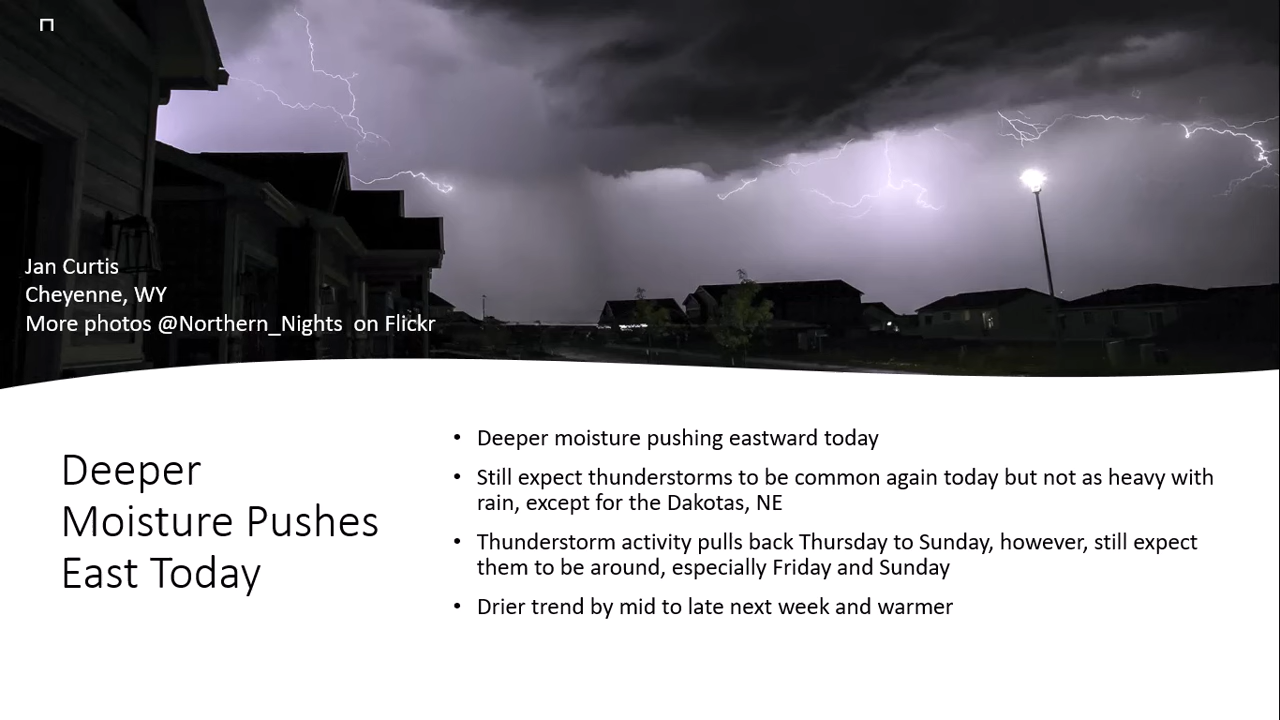 Jan Curtis
Cheyenne, WY
More photos @Northern_Nights  on Flickr
Deeper
Moisture Pushes
East Today
• Deeper moisture pushing eastward today
• Still expect thunderstorms to be common again today but not as heavy with
rain, except for the Dakotas, NE
• Thunderstorm activity pulls back Thursday to Sunday, however, still expect
them to be around, especially Friday and Sunday
• Drier trend by mid to late next week and warmer